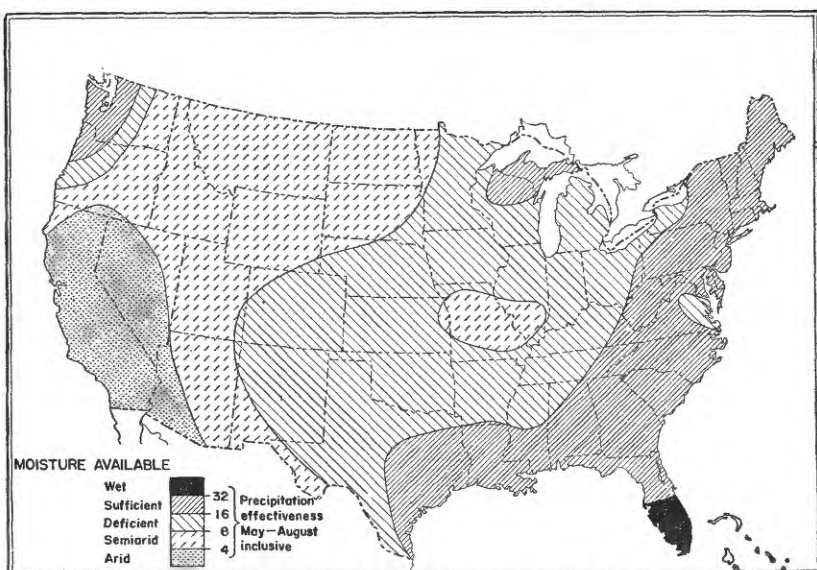 MOISTURE AVAILABLE
Wet
Sufficient
Deficient
Semiarid
Arid
32
16
8
4
Precipitation
effectiveness
May—August
inclusive